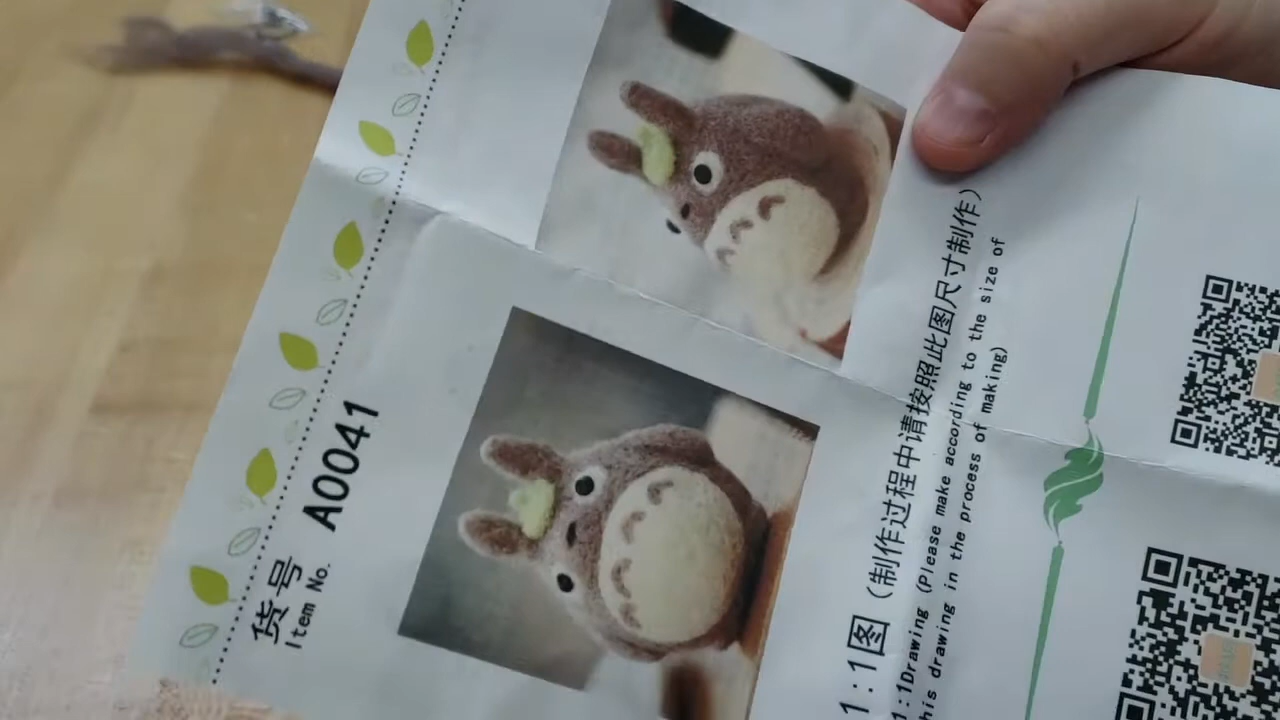 货号 A0041
Item No.
1:1图（制作过程中请按照此图尺寸制作）
1:1Drawing (Please make according to the size of
his drawing in the process of making)